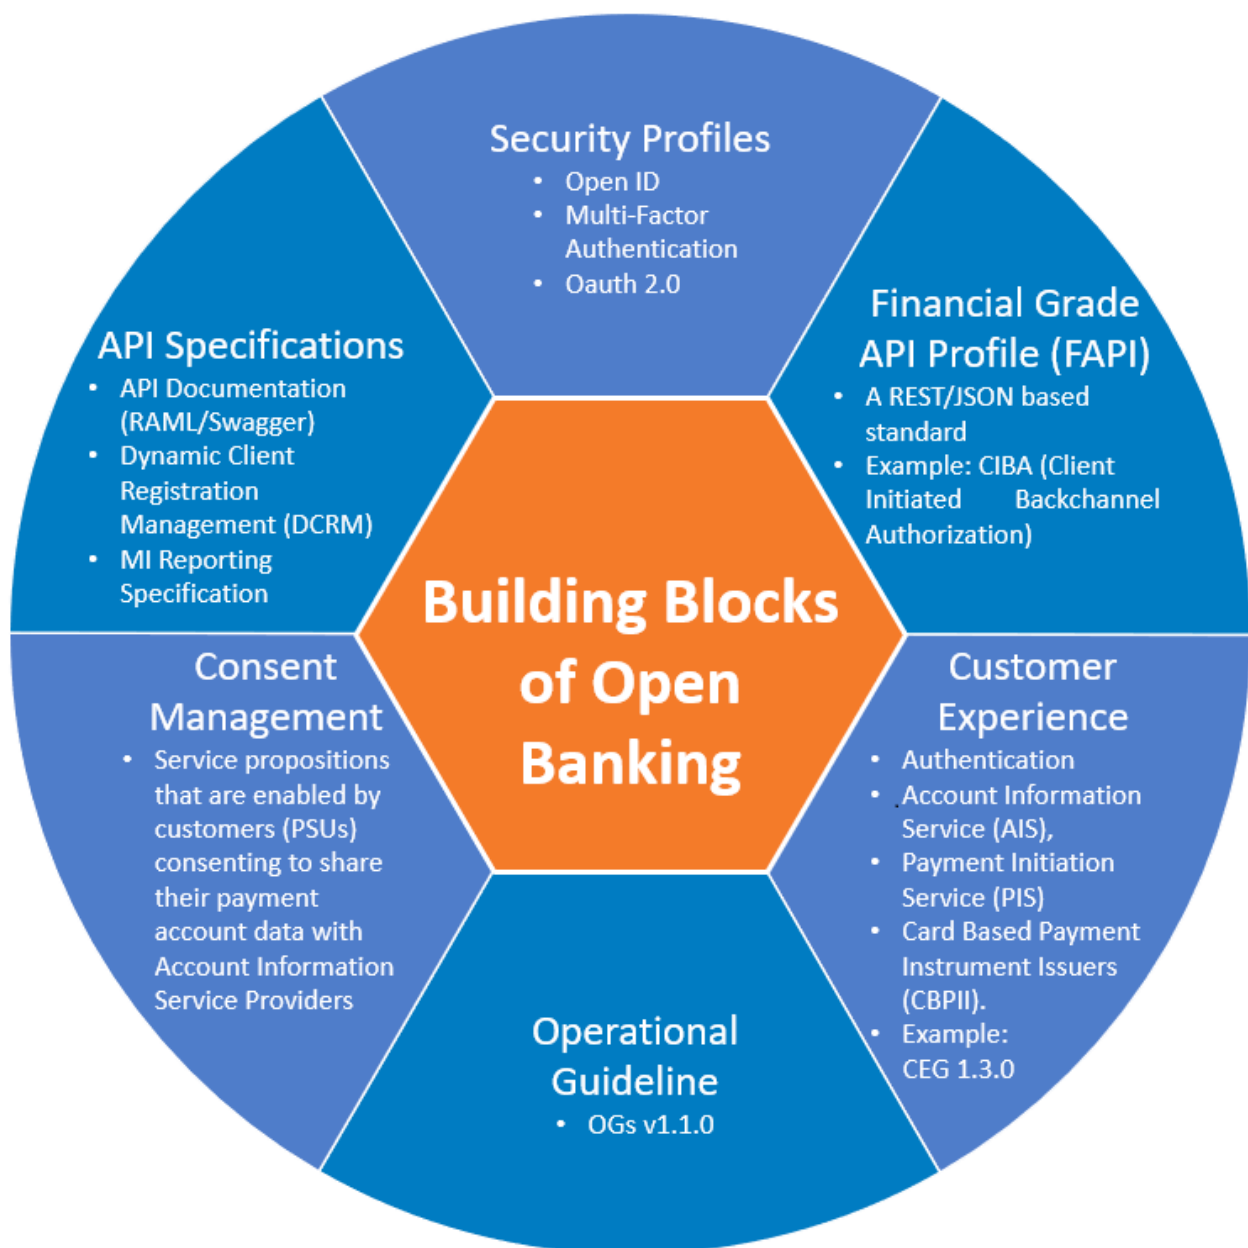 Security Profiles
• Open ID
• Multi-Factor
Authentication
• Oauth 2.0
Financial Grade
API Profile (FAPI)
• A REST/JSON based
standard
• Example: CIBA (Client
Initiated Backchannel
Authorization)
Customer
Experience
• Authentication
• Account Information
Service (AIS),
• Payment Initiation
Service (PIS)
• Card Based Payment
Instrument Issuers
(CBPII).
• Example:
CEG 1.3.0
Operational
Guideline
• OGs v1.1.0
Consent
Management
• Service propositions
that are enabled by
customers (PSUs)
consenting to share
their payment
account data with
Account Information
Service Providers
API Specifications
• API Documentation
(RAML/Swagger)
• Dynamic Client
Registration
Management (DCRM)
• MI Reporting
Specification
Building Blocks
of Open
Banking